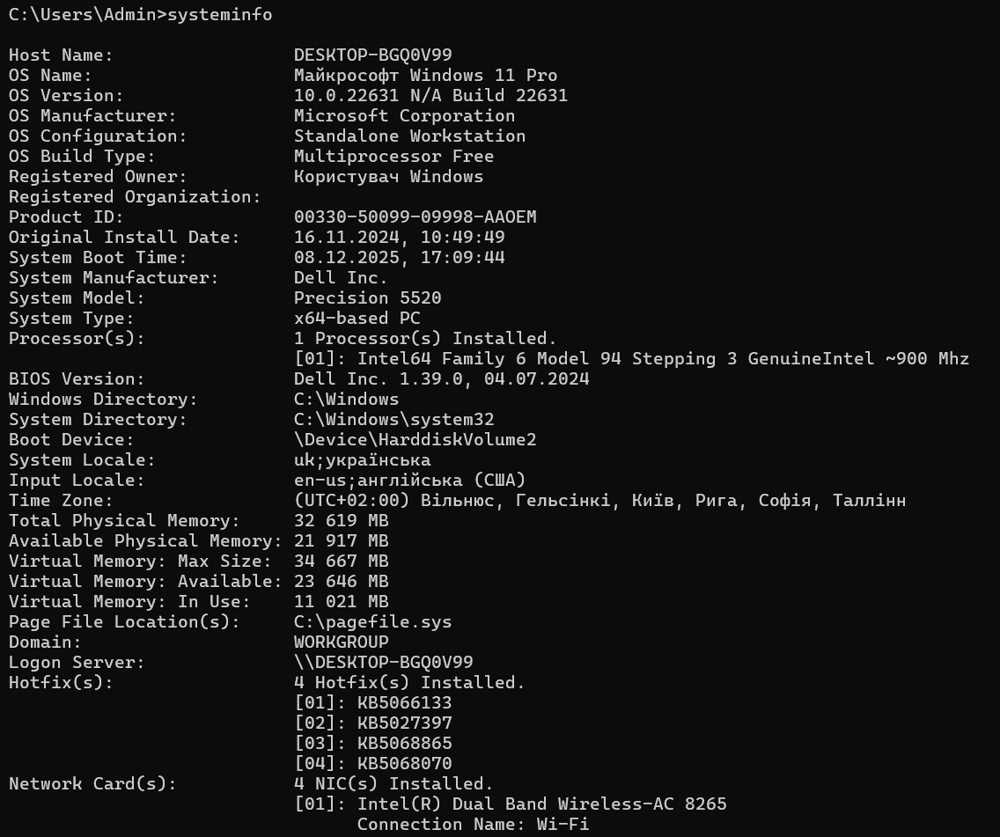 C:\Users\Admin>systeminfo
Host Name: DESKTOP-BGQ0V99
OS Name: Майкрософт Windows 11 Pro
OS Version: 10.0.22631 N/A Build 22631
OS Manufacturer: Microsoft Corporation
OS Configuration: Standalone Workstation
OS Build Type: Multiprocessor Free
Registered Owner: Користувач Windows
Registered Organization:
Product ID: 00330-50099-09998-AAOEM
Original Install Date: 16.11.2024, 10:49:49
System Boot Time: 08.12.2025, 17:09:44
System Manufacturer: Dell Inc.
System Model: Precision 5520
System Type: x64-based PC
Processor(s): 1 Processor(s) Installed.
[01]: Intel64 Family 6 Model 94 Stepping 3 GenuineIntel ~900 Mhz
BIOS Version: Dell Inc. 1.39.0, 04.07.2024
Windows Directory: C:\Windows
System Directory: C:\Windows\system32
Boot Device: \Device\HarddiskVolume2
System Locale: uk;українська
Input Locale: en-us;англійська (США)
Time Zone: (UTC+02:00) Вільнюс, Гельсінкі, Київ, Рига, Софія, Таллінн
Total Physical Memory: 32 619 MB
Available Physical Memory: 21 917 MB
Virtual Memory: Max Size: 34 667 MB
Virtual Memory: Available: 23 646 MB
Virtual Memory: In Use: 11 021 MB
Page File Location(s): C:\pagefile.sys
Domain: WORKGROUP
Logon Server: \\DESKTOP-BGQ0V99
Hotfix(s): 4 Hotfix(s) Installed.
[01]: KB5066133
[02]: KB5027397
[03]: KB5068865
[04]: KB5068070
Network Card(s): 4 NIC(s) Installed.
[01]: Intel(R) Dual Band Wireless-AC 8265
Connection Name: Wi-Fi